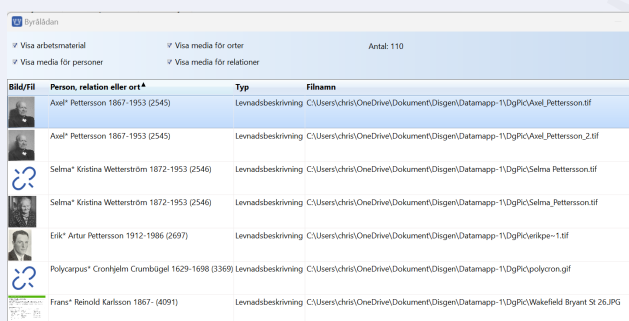 Byrålådan
Visa arbetsmaterial Visa media för orter Antal: 110
Visa media för personer Visa media för relationer
Bild/Fil Person, relation eller ort Typ Filnamn
Axel* Pettersson 1867-1953 (2545) Levnadsbeskrivning C:\Users\chris\OneDrive\Dokument\Disgen\Datamapp-1\DgPic\Axel_Pettersson.tif
Axel* Pettersson 1867-1953 (2545) Levnadsbeskrivning C:\Users\chris\OneDrive\Dokument\Disgen\Datamapp-1\DgPic\Axel_Pettersson_2.tif
Selma* Kristina Wetterström 1872-1953 (2546) Levnadsbeskrivning C:\Users\chris\OneDrive\Dokument\Disgen\Datamapp-1\DgPic\Selma Pettersson.tif
Selma* Kristina Wetterström 1872-1953 (2546) Levnadsbeskrivning C:\Users\chris\OneDrive\Dokument\Disgen\Datamapp-1\DgPic\Selma_Pettersson.tif
Erik* Artur Pettersson 1912-1986 (2697) Levnadsbeskrivning C:\Users\chris\OneDrive\Dokument\Disgen\Datamapp-1\DgPic\erikpe~1.tif
Polycarpus* Cronhjelm Crumbügel 1629-1698 (3369) Levnadsbeskrivning C:\Users\chris\OneDrive\Dokument\Disgen\Datamapp-1\DgPic\polycron.gif
Frans* Reinold Karlsson 1867- (4091) Levnadsbeskrivning C:\Users\chris\OneDrive\Dokument\Disgen\Datamapp-1\DgPic\Wakefield Bryant St 26.JPG